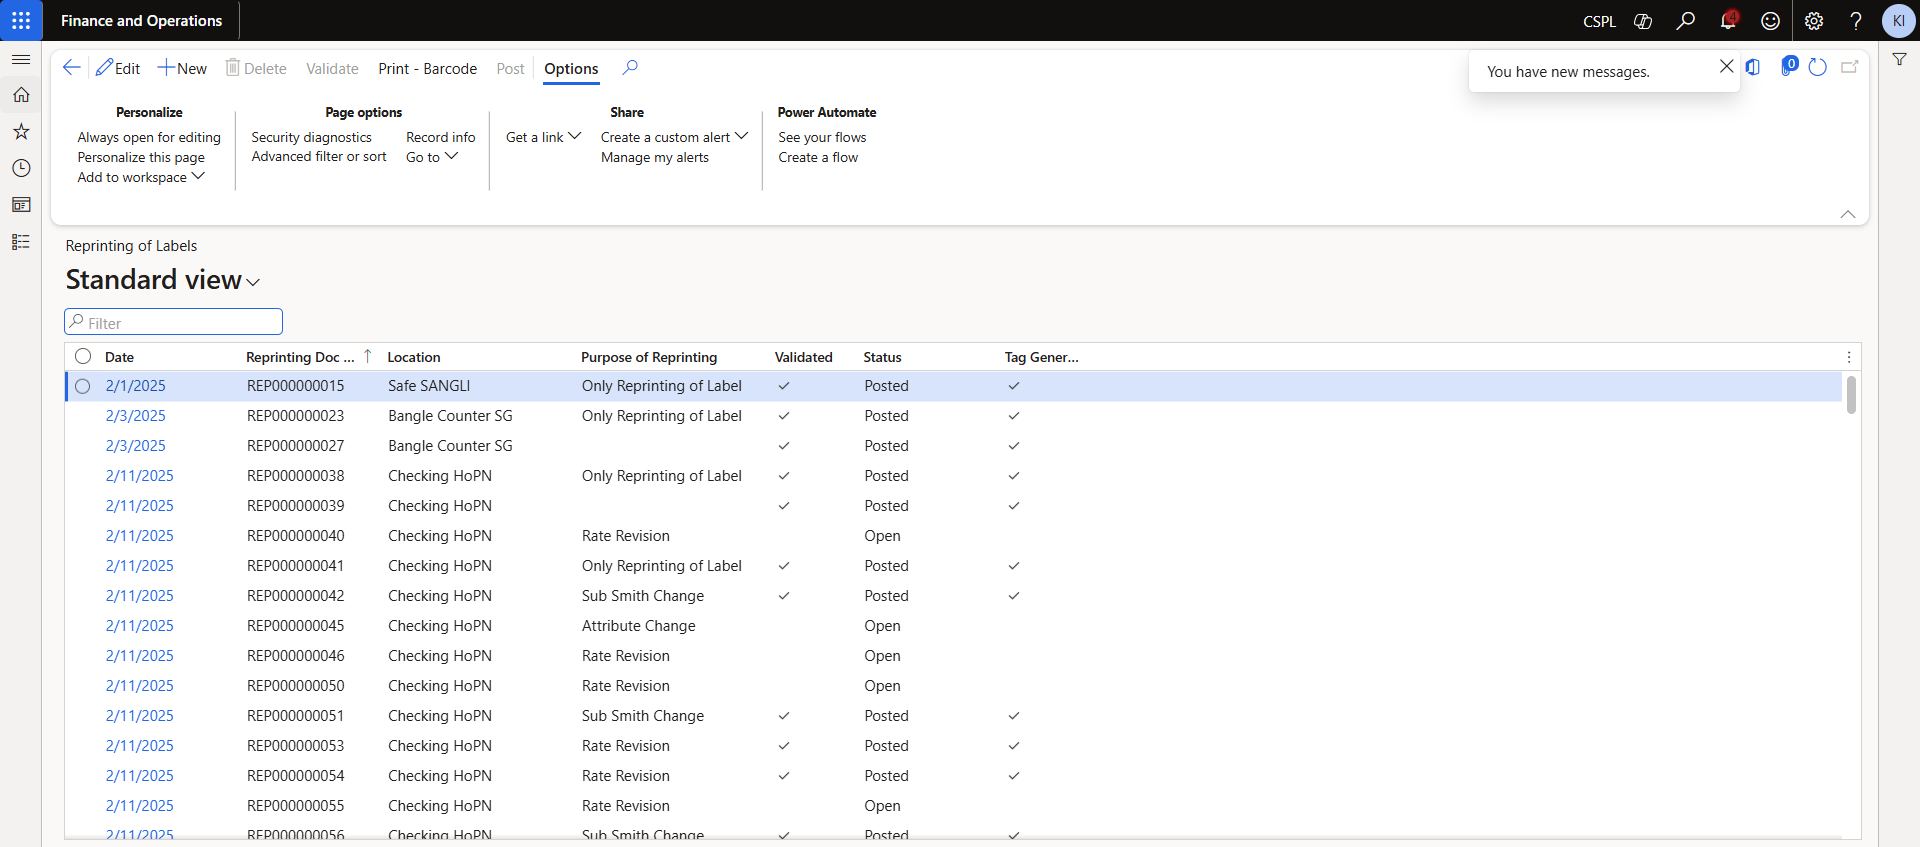 Finance and Operations
CSPL
4
KI
Edit
New
Delete
Validate
Print - Barcode
Post
Options
You have new messages.
0
Personalize
Always open for editing
Personalize this page
Add to workspace
Page options
Security diagnostics
Advanced filter or sort
Record info
Go to
Share
Get a link
Create a custom alert
Manage my alerts
Power Automate
See your flows
Create a flow
Reprinting of Labels
Standard view
Filter
Date Reprinting Doc ... Location Purpose of Reprinting Validated Status Tag Gener...
2/1/2025 REP000000015 Safe SANGLI Only Reprinting of Label Posted
2/3/2025 REP000000023 Bangle Counter SG Only Reprinting of Label Posted
2/3/2025 REP000000027 Bangle Counter SG Posted
2/11/2025 REP000000038 Checking HoPN Only Reprinting of Label Posted
2/11/2025 REP000000039 Checking HoPN Posted
2/11/2025 REP000000040 Checking HoPN Rate Revision Open
2/11/2025 REP000000041 Checking HoPN Only Reprinting of Label Posted
2/11/2025 REP000000042 Checking HoPN Sub Smith Change Posted
2/11/2025 REP000000045 Checking HoPN Attribute Change Open
2/11/2025 REP000000046 Checking HoPN Rate Revision Open
2/11/2025 REP000000050 Checking HoPN Rate Revision Open
2/11/2025 REP000000051 Checking HoPN Sub Smith Change Posted
2/11/2025 REP000000053 Checking HoPN Rate Revision Posted
2/11/2025 REP000000054 Checking HoPN Rate Revision Posted
2/11/2025 REP000000055 Checking HoPN Rate Revision Open
2/11/2025 REP000000056 Checking HoPN Sub Smith Change Posted